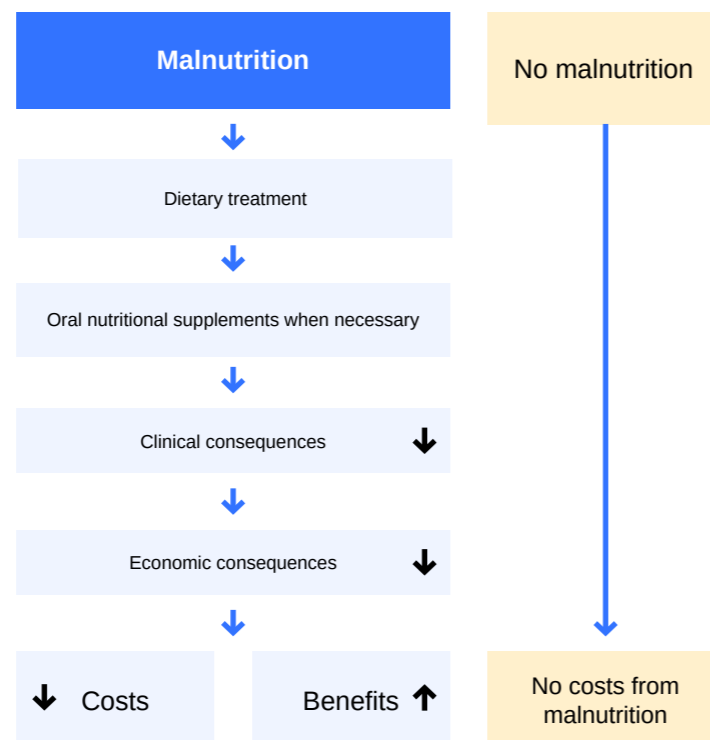 Malnutrition
No malnutrition
Dietary treatment
Oral nutritional supplements when necessary
Clinical consequences
Economic consequences
Costs
Benefits
No costs from
malnutrition